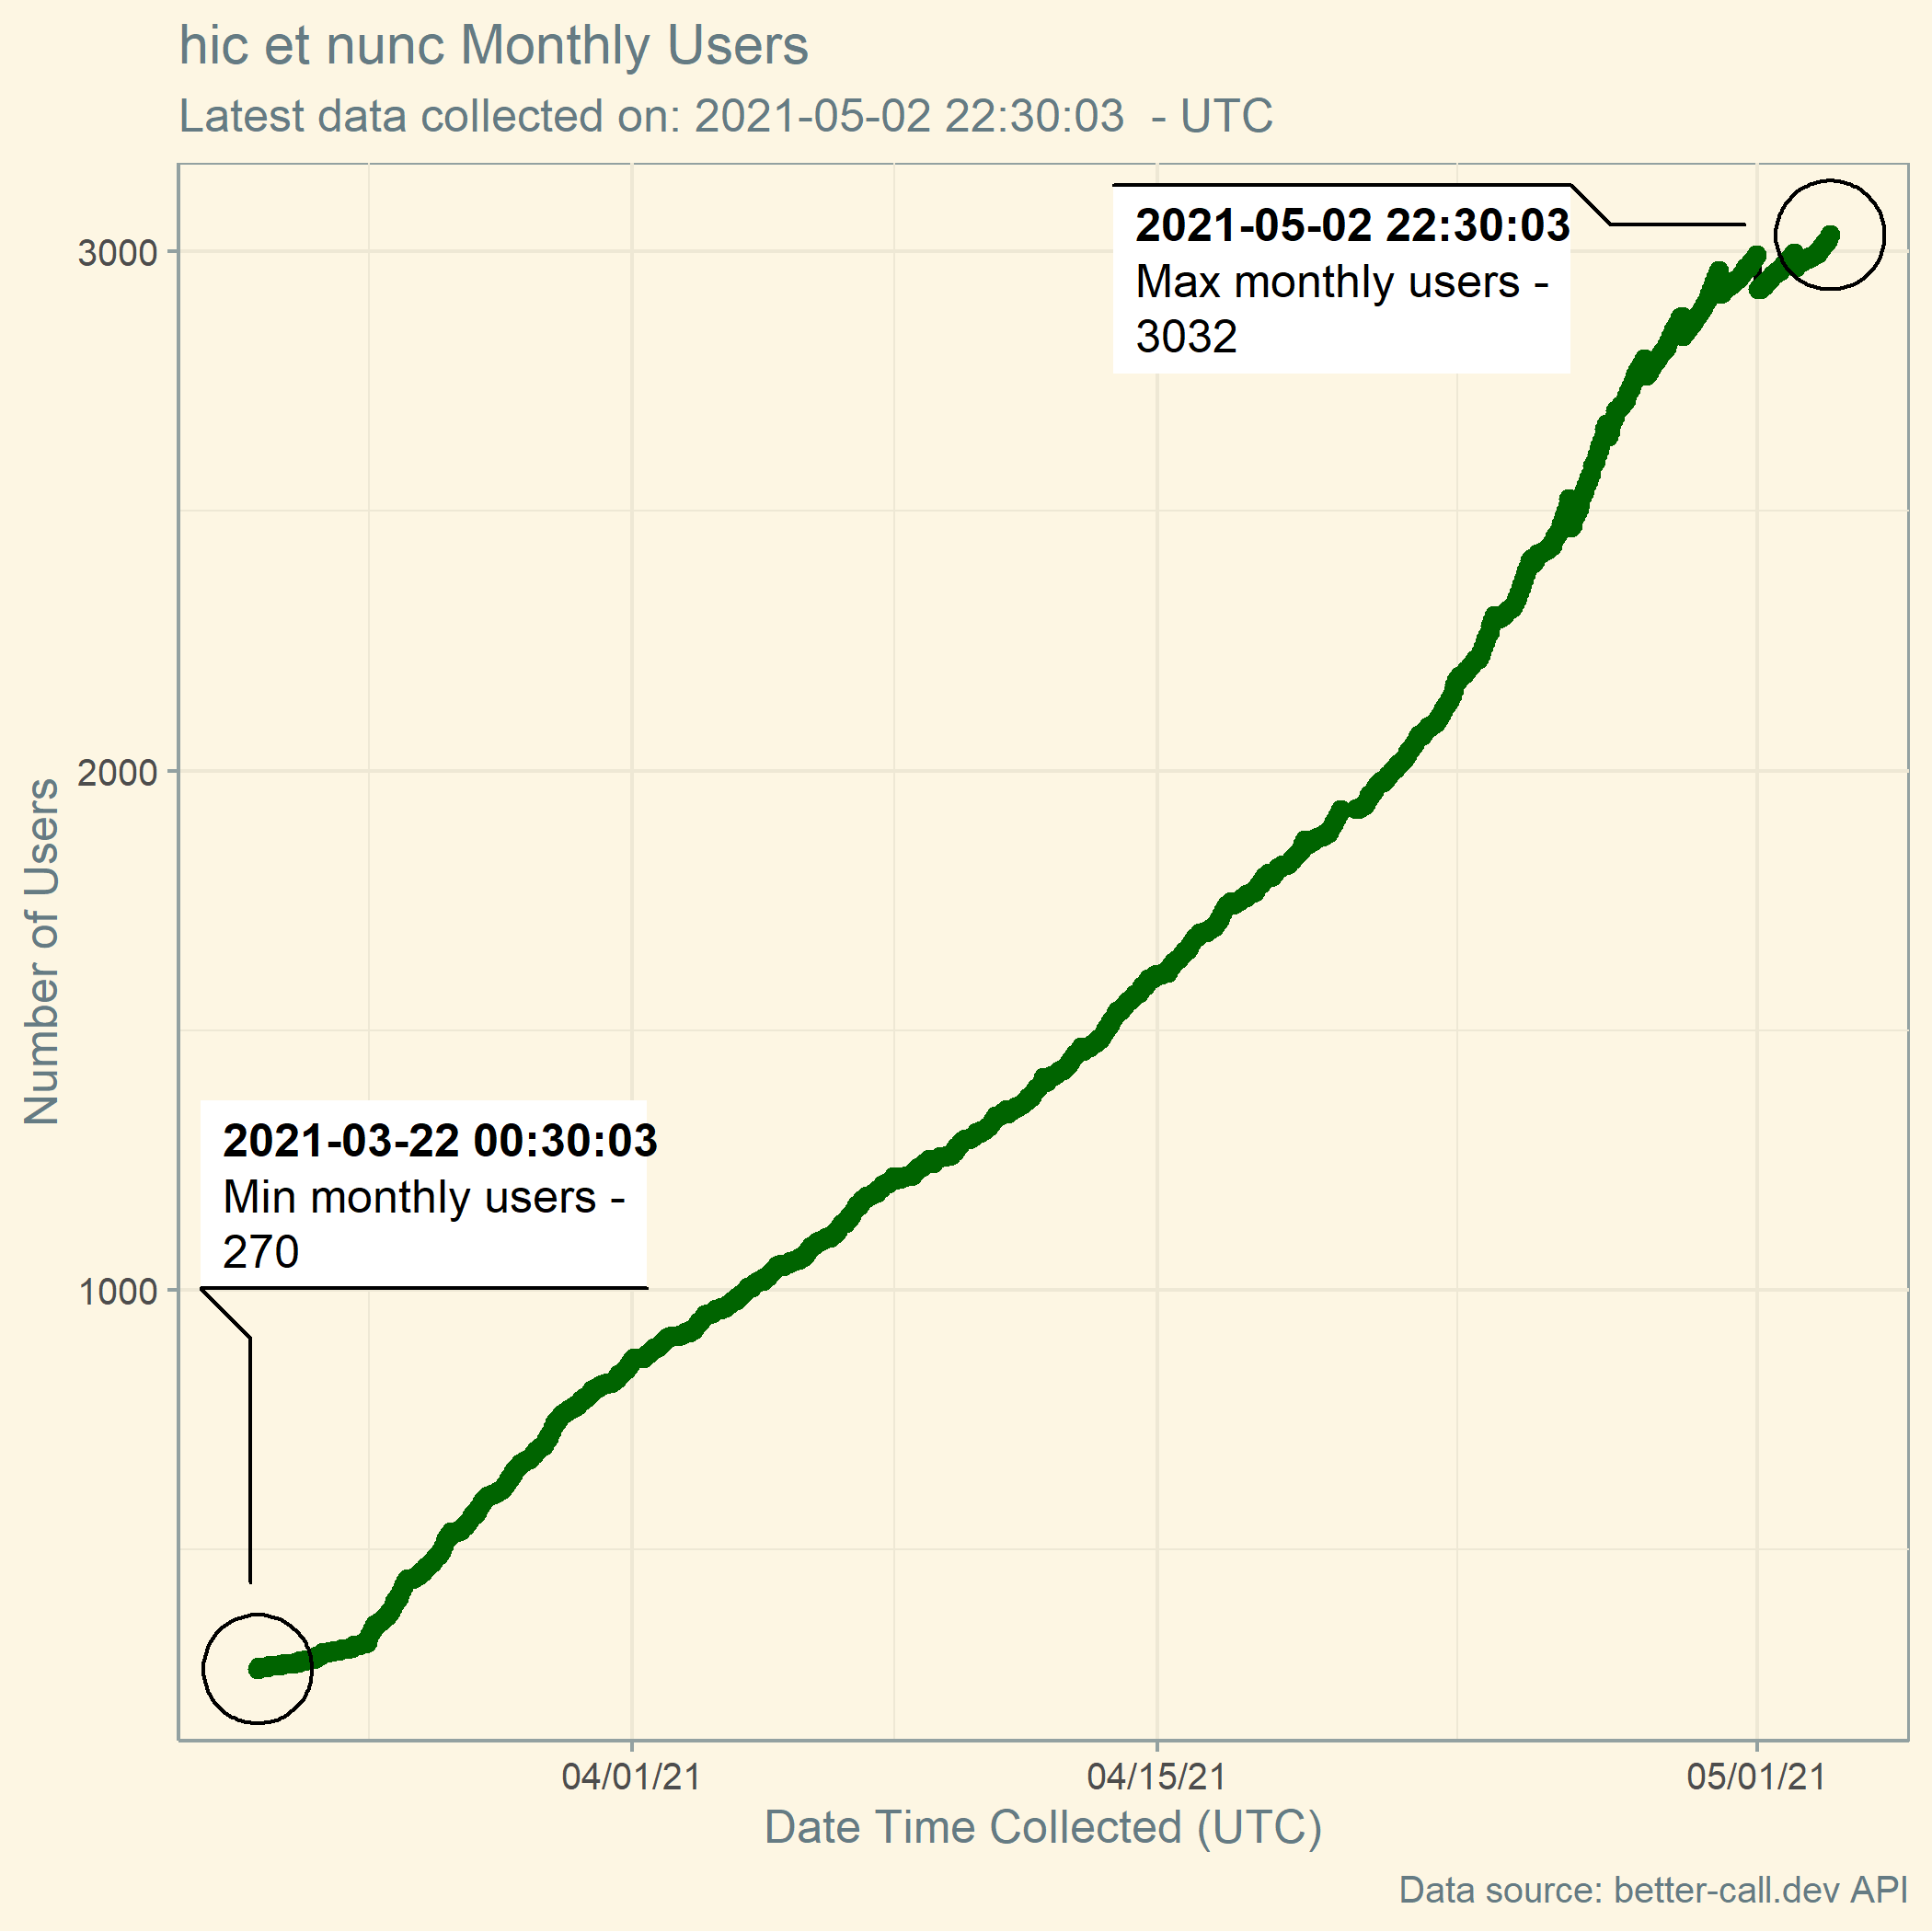 hic et nunc Monthly Users
Latest data collected on: 2021-05-02 22:30:03  - UTC
2021-05-02 22:30:03
Max monthly users -
3032
3000
2000
1000
Number of Users
2021-03-22 00:30:03
Min monthly users -
270
04/01/21
04/15/21
05/01/21
Date Time Collected (UTC)
Data source: better-call.dev API